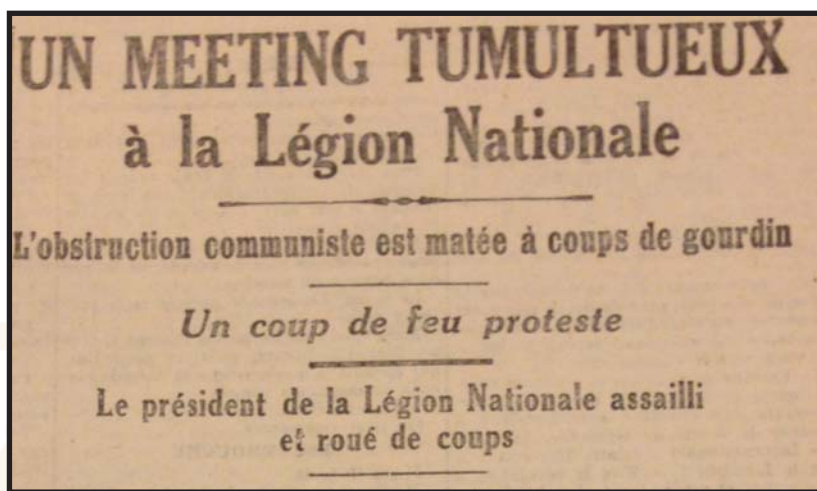 UN MEETING TUMULTUEUX
à la Légion Nationale
L'obstruction communiste est matée à coups de gourdin
Un coup de feu proteste
Le président de la Légion Nationale assailli
et roué de coups